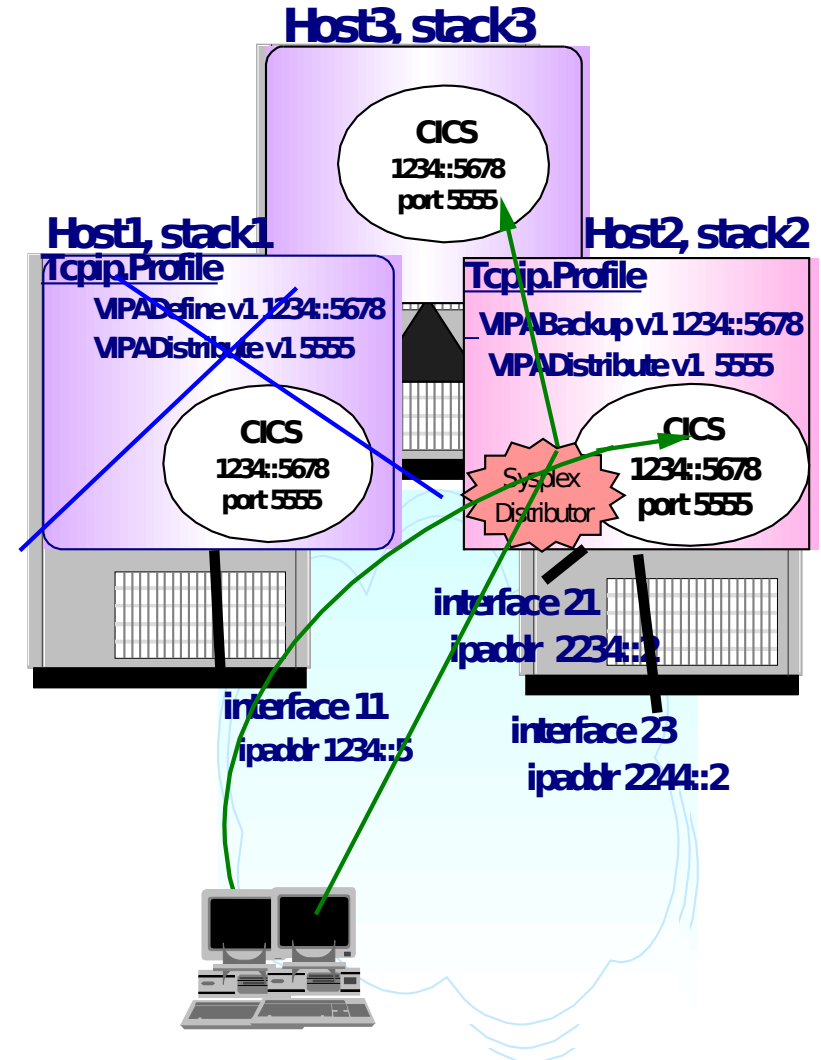 Host3, stack3
CICS
1234::5678
port 5555
Host1, stack1
Tcpip.Profile
VIPADefine v1 1234::5678
VIPADistribute v1 5555
CICS
1234::5678
port 5555
Host2, stack2
Tcpip.Profile
VIPABackup v1 1234::5678
VIPADistribute v1 5555
CICS
1234::5678
port 5555
Sysplex
Distributor
interface 21
ipaddr 2234::2
interface 11
ipaddr 1234::5
interface 23
ipaddr 2244::2